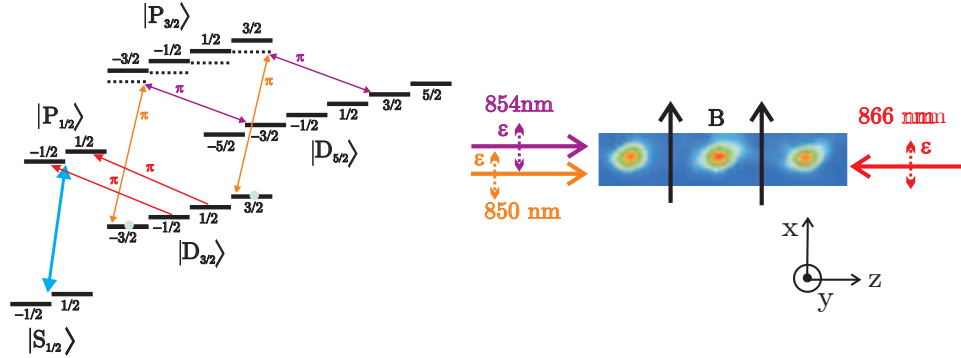 |P3/2⟩
-3/2 -1/2 1/2 3/2
π π
π π
|P1/2⟩
-1/2 1/2
π π
-5/2 -3/2 -1/2 1/2 3/2 5/2
|D5/2⟩
-3/2 -1/2 1/2 3/2
|D3/2⟩
-1/2 1/2
|S1/2⟩
854nm
ε
ε
850 nm
B
866 nm
ε
x
y
z